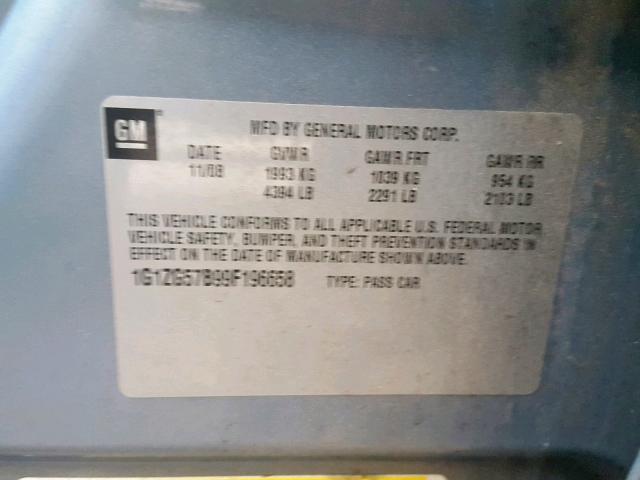 GM
MFD BY GENERAL MOTORS CORP.
DATE GVWR GAWR FRT GAWR RR
11/08 1993 KG 1039 KG 954 KG
4394 LB 2291 LB 2103 LB
THIS VEHICLE CONFORMS TO ALL APPLICABLE U.S. FEDERAL MOTOR
VEHICLE SAFETY, BUMPER, AND THEFT PREVENTION STANDARDS IN
EFFECT ON THE DATE OF MANUFACTURE SHOWN ABOVE.
1G1ZG57B99F196658 TYPE: PASS CAR